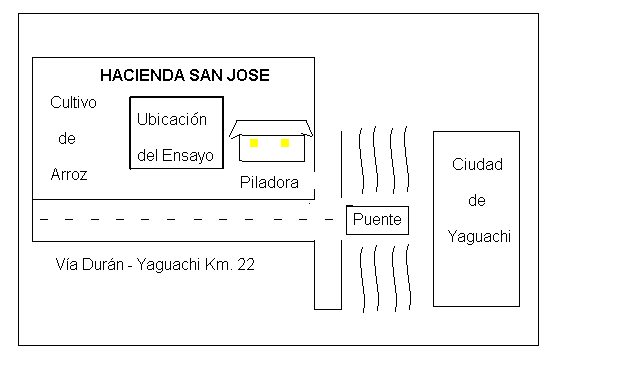 HACIENDA SAN JOSE
Cultivo
de
Arroz
Ubicación
del Ensayo
Piladora
Puente
Ciudad
de
Yaguachi
Vía Durán - Yaguachi Km. 22